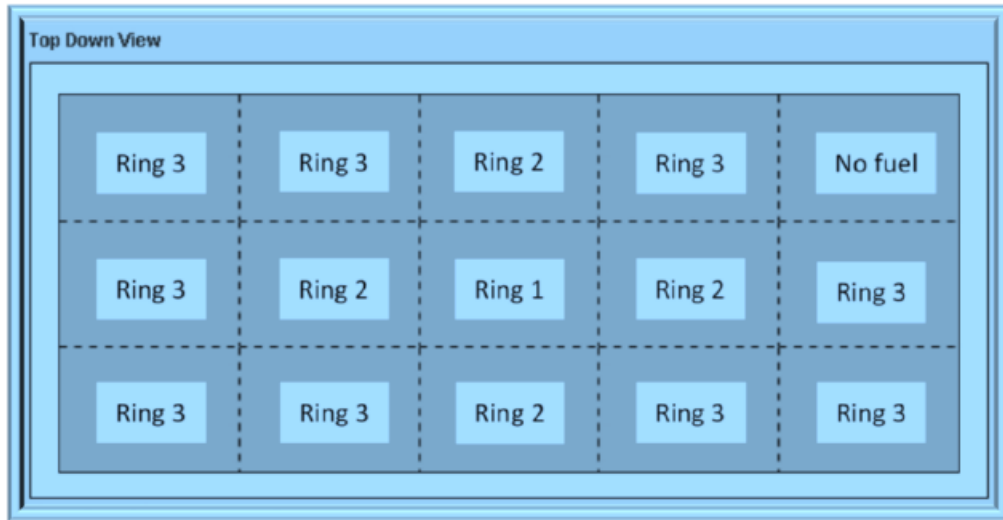 Top Down View
Ring 3 Ring 3 Ring 2 Ring 3 No fuel
Ring 3 Ring 2 Ring 1 Ring 2 Ring 3
Ring 3 Ring 3 Ring 2 Ring 3 Ring 3